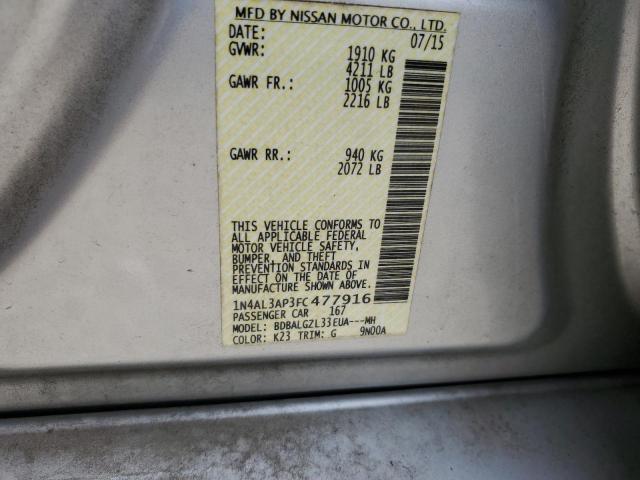 MFD BY NISSAN MOTOR CO., LTD.
DATE: 07/15
GVWR: 1910 KG
4211 LB
GAWR FR.: 1005 KG
2216 LB
GAWR RR.: 940 KG
2072 LB
THIS VEHICLE CONFORMS TO
ALL APPLICABLE FEDERAL
MOTOR VEHICLE SAFETY,
BUMPER, AND THEFT
PREVENTION STANDARDS IN
EFFECT ON THE DATE OF
MANUFACTURE SHOWN ABOVE.
1N4AL3AP3FC477916
PASSENGER CAR 167
MODEL: BDBALGZL33EUA---MH
COLOR: K23 TRIM: G 9N00A